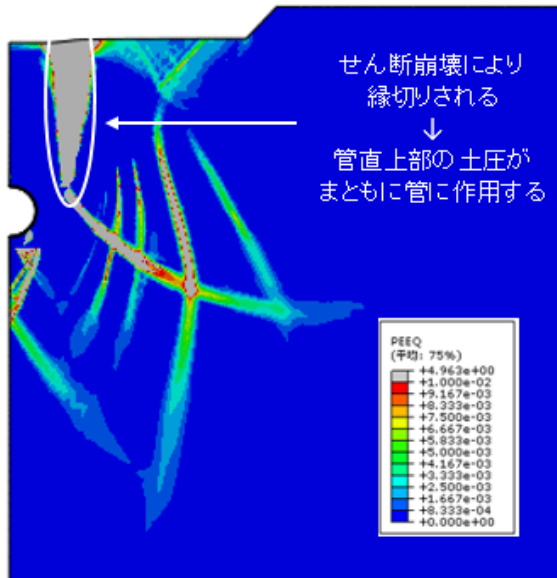 せん断崩壊により
縁切りされる
↓
管直上部の土圧が
まともに管に作用する
PEEQ
(平均: 75%)
+4.963e+00
+1.000e-02
+9.167e-03
+8.333e-03
+7.500e-03
+6.667e-03
+5.833e-03
+5.000e-03
+4.167e-03
+3.333e-03
+2.500e-03
+1.667e-03
+8.333e-04
+0.000e+00